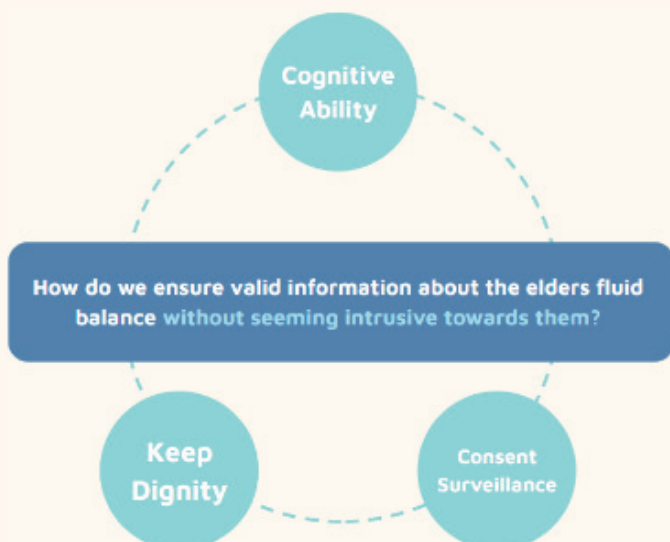 Cognitive
Ability
How do we ensure valid information about the elders fluid
balance without seeming intrusive towards them?
Keep
Dignity
Consent
Surveillance